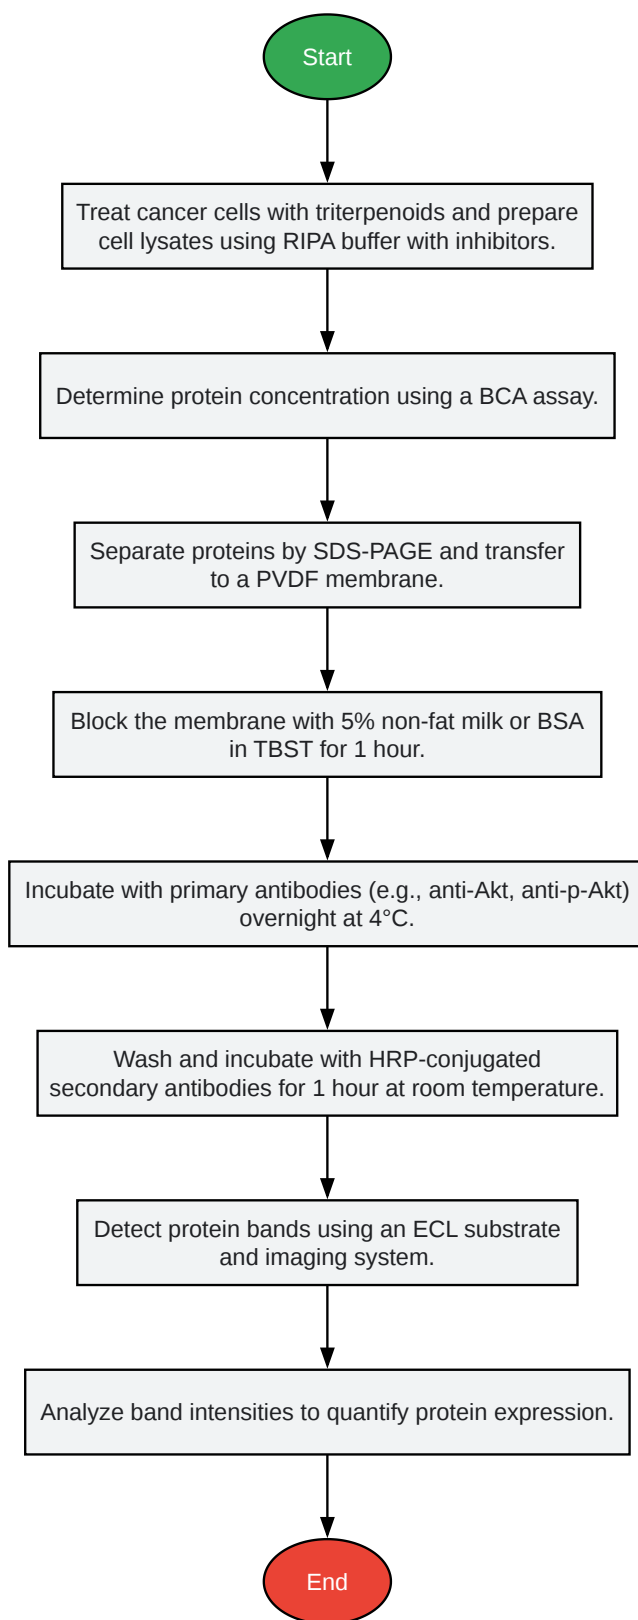 Start
Treat cancer cells with triterpenoids and prepare
cell lysates using RIPA buffer with inhibitors.
Determine protein concentration using a BCA assay.
Separate proteins by SDS-PAGE and transfer
to a PVDF membrane.
Block the membrane with 5% non-fat milk or BSA
in TBST for 1 hour.
Incubate with primary antibodies (e.g., anti-Akt, anti-p-Akt)
overnight at 4°C.
Wash and incubate with HRP-conjugated
secondary antibodies for 1 hour at room temperature.
Detect protein bands using an ECL substrate
and imaging system.
Analyze band intensities to quantify protein expression.
End